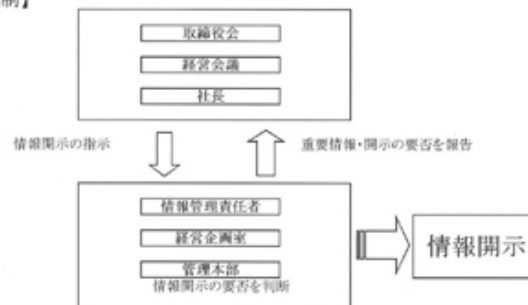 制】
取締役会
経営会議
社長
情報開示の指示
重要情報・開示の要否を報告
情報管理責任者
経営企画室
管理本部
情報開示の要否を判断
情報開示